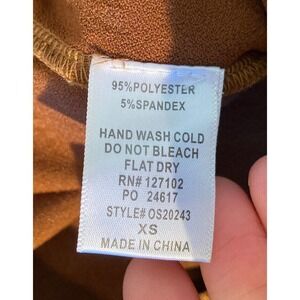 95%POLYESTER
5%SPANDEX
HAND WASH COLD
DO NOT BLEACH
FLAT DRY
RN# 127102
PO 24617
STYLE# OS20243
XS
MADE IN CHINA